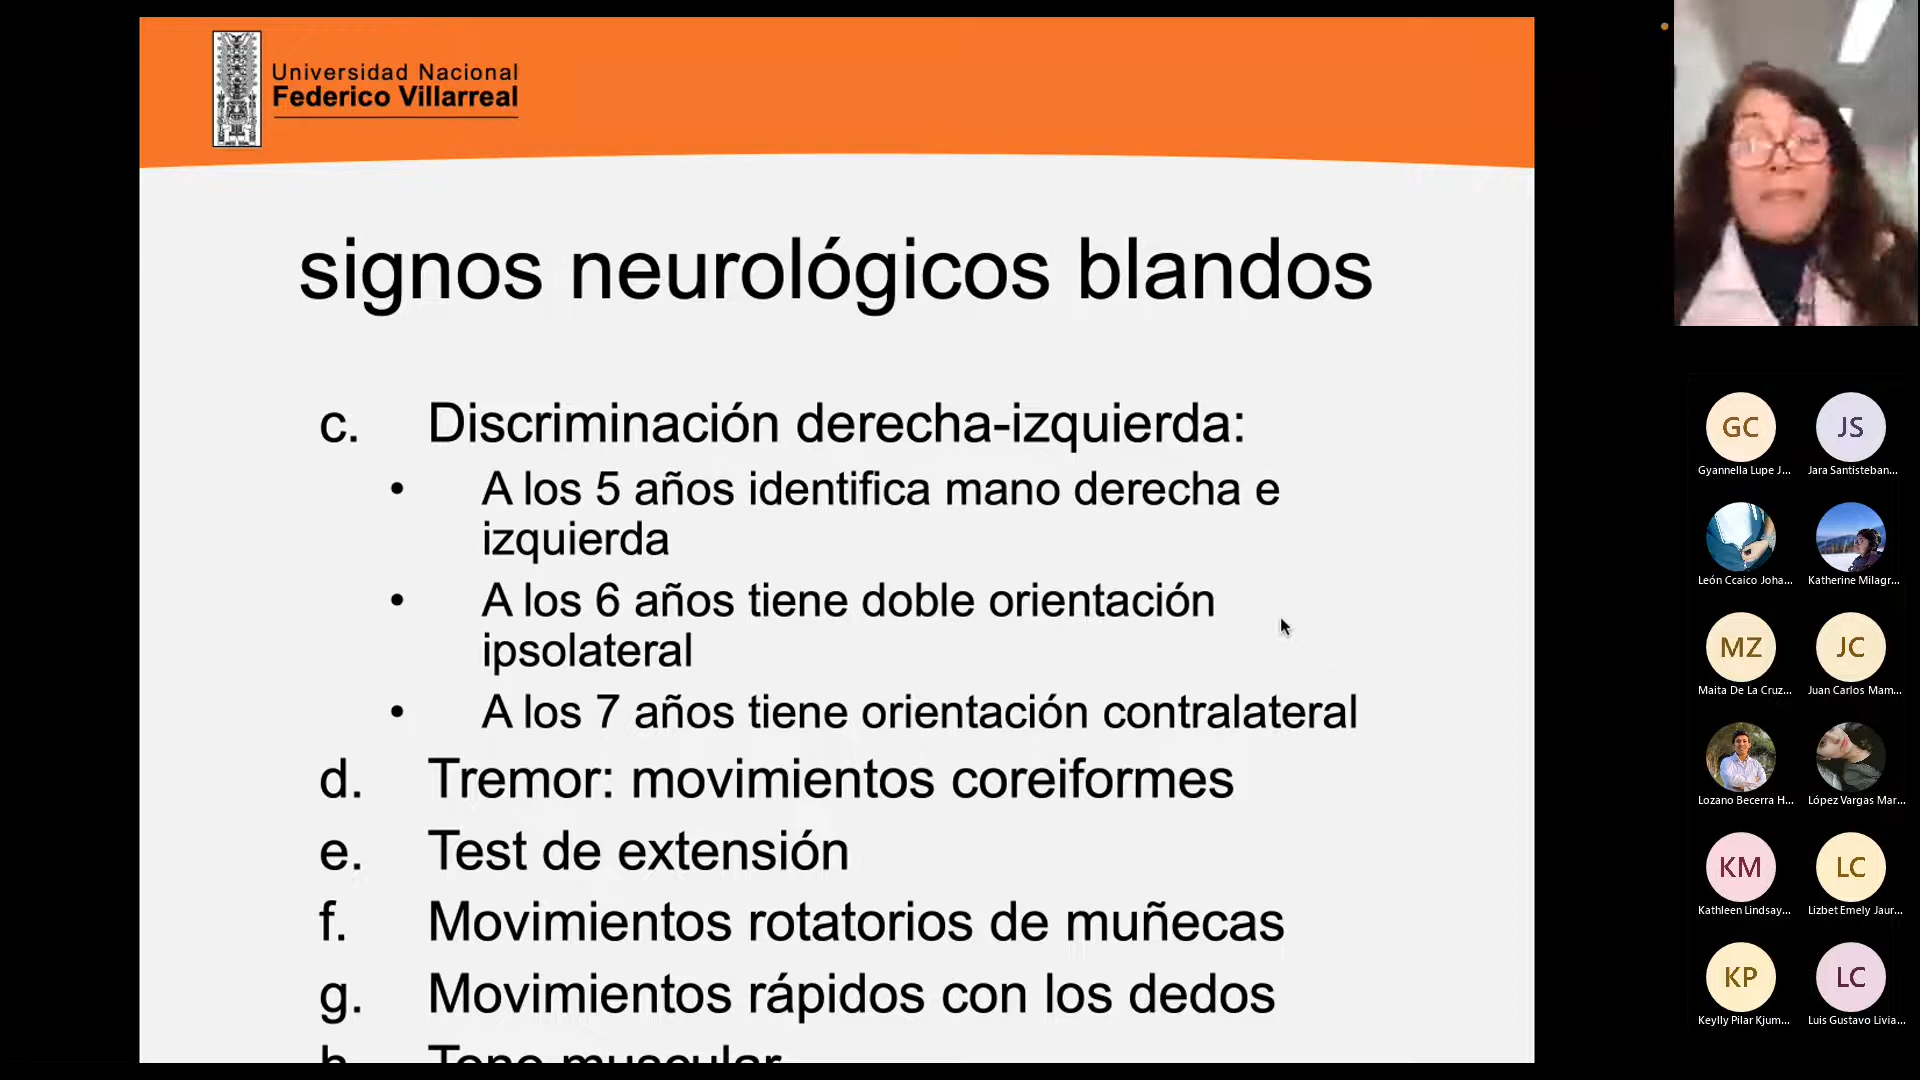 Universidad Nacional
Federico Villarreal
signos neurológicos blandos
c. Discriminación derecha-izquierda:
• A los 5 años identifica mano derecha e
izquierda
• A los 6 años tiene doble orientación
ipsolateral
• A los 7 años tiene orientación contralateral
d. Tremor: movimientos coreiformes
e. Test de extensión
f. Movimientos rotatorios de muñecas
g. Movimientos rápidos con los dedos
h. Tono muscular
GC JS
Gyannella Lupe J... Jara Santisteban...
León Ccaico Joha... Katherine Milagr...
MZ JC
Maita De La Cruz... Juan Carlos Mam...
Lozano Becerra H... López Vargas Mar...
KM LC
Kathleen Lindsay... Lizbet Emely Jaur...
KP LC
Keylly Pilar Kjum... Luis Gustavo Livia...